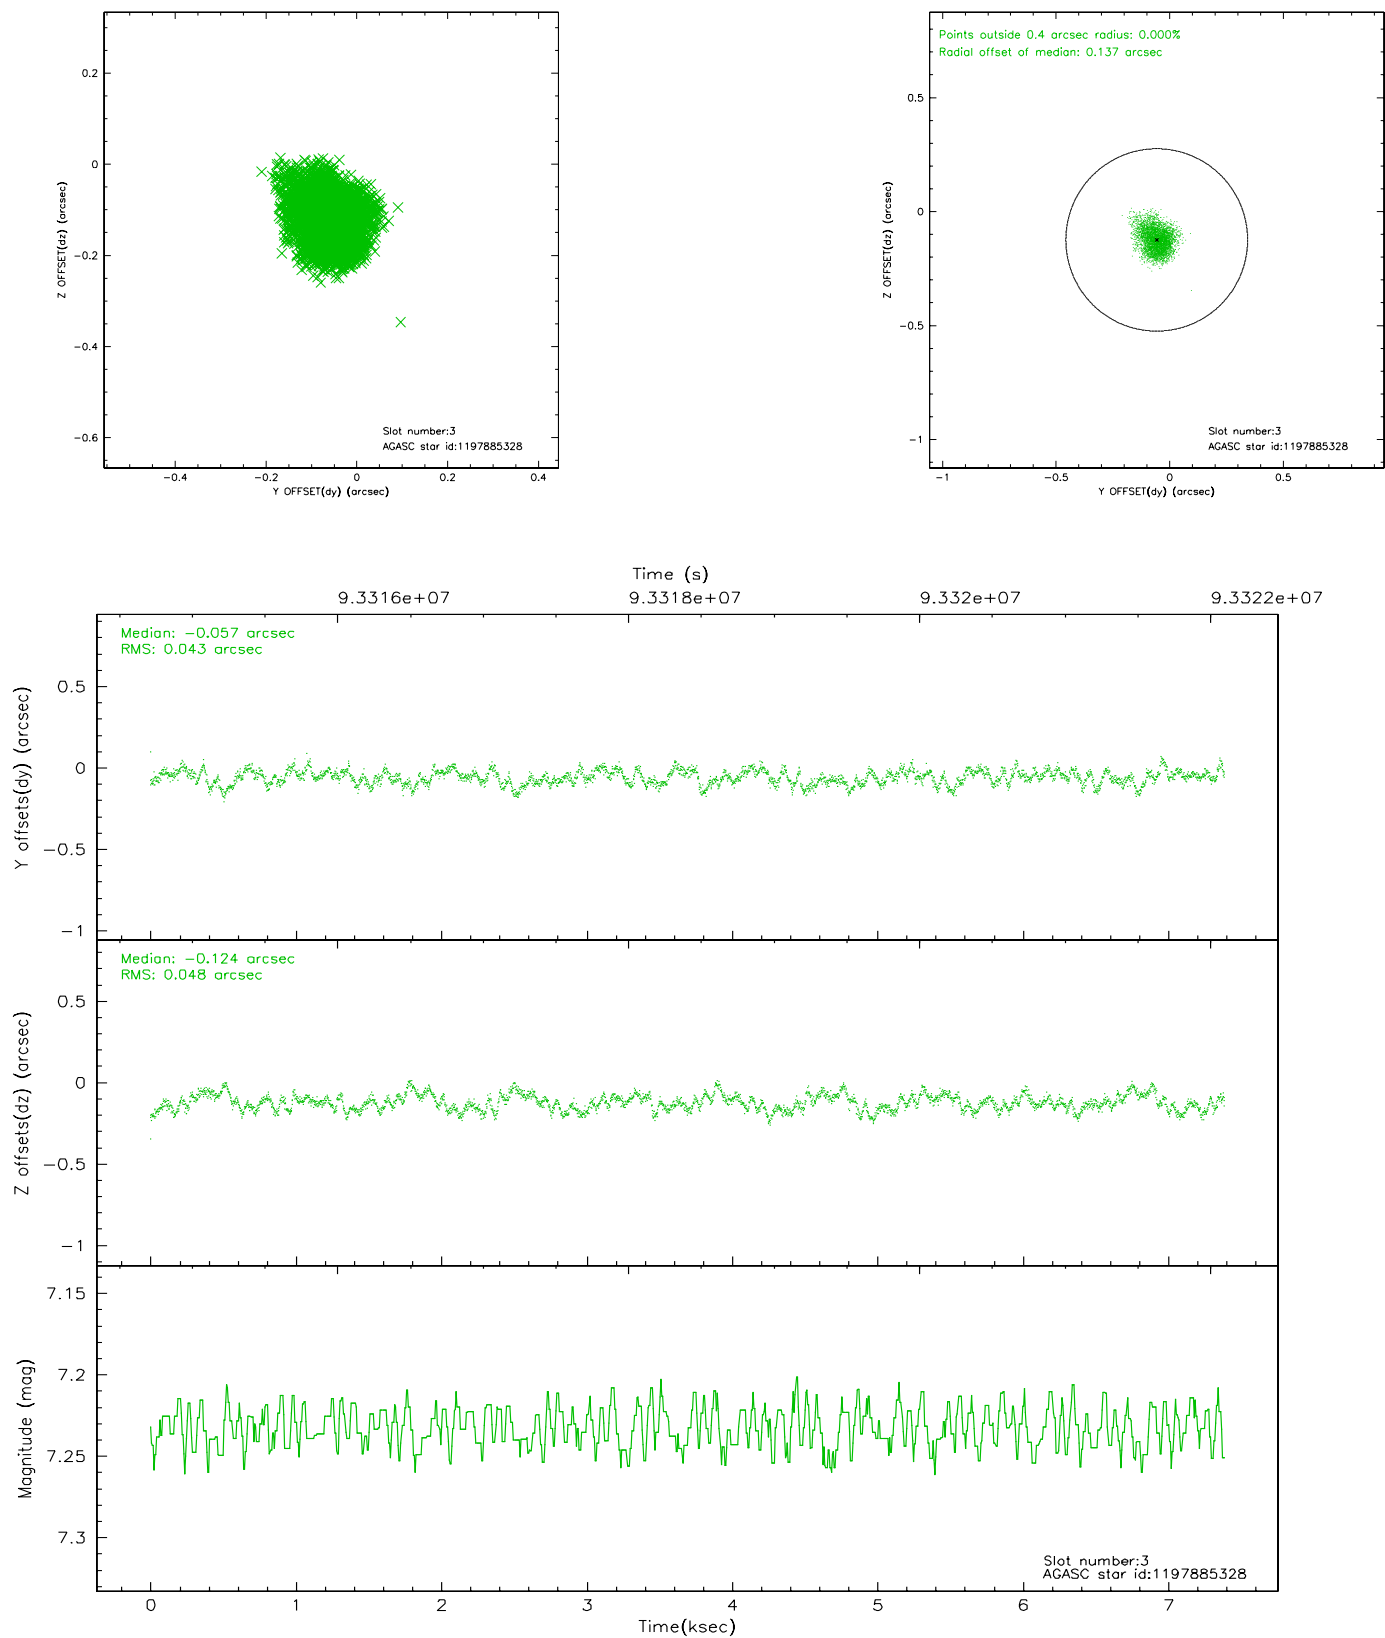 0.2
0
−0.2
−0.4
−0.6
Z OFFSET(dz) (arcsec)
Slot number:3
AGASC star id:1197885328
−0.4 −0.2 0 0.2 0.4
Y OFFSET(dy) (arcsec)
Points outside 0.4 arcsec radius: 0.000%
Radial offset of median: 0.137 arcsec
0.5
0
−0.5
−1
Z OFFSET(dz) (arcsec)
Slot number:3
AGASC star id:1197885328
−1 −0.5 0 0.5
Y OFFSET(dy) (arcsec)
Time (s)
9.3316e+07 9.3318e+07 9.332e+07 9.3322e+07
Median: −0.057 arcsec
RMS: 0.043 arcsec
0.5
0
−0.5
−1
Y offsets(dy) (arcsec)
Median: −0.124 arcsec
RMS: 0.048 arcsec
0.5
0
−0.5
−1
Z offsets(dz) (arcsec)
7.15
7.2
7.25
7.3
Magnitude (mag)
Slot number:3
AGASC star id:1197885328
0 1 2 3 4 5 6 7
Time(ksec)